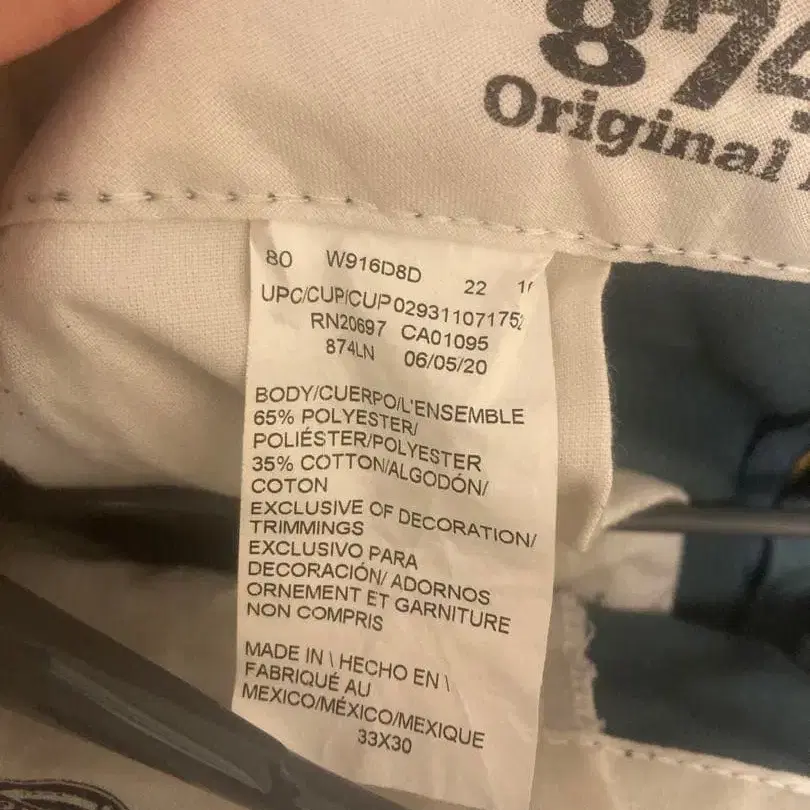 874
Original
80 W916D8D 22
UPC/CUP/CUP 029311071752
RN20697 CA01095
874LN 06/05/20
BODY/CUERPO/L'ENSEMBLE
65% POLYESTER/
POLIÉSTER/POLYESTER
35% COTTON/ALGODÓN/
COTON
EXCLUSIVE OF DECORATION/
TRIMMINGS
EXCLUSIVO PARA
DECORACIÓN/ ADORNOS
ORNEMENT ET GARNITURE
NON COMPRIS
MADE IN \ HECHO EN \
FABRIQUÉ AU
MEXICO/MÉXICO/MEXIQUE
33X30